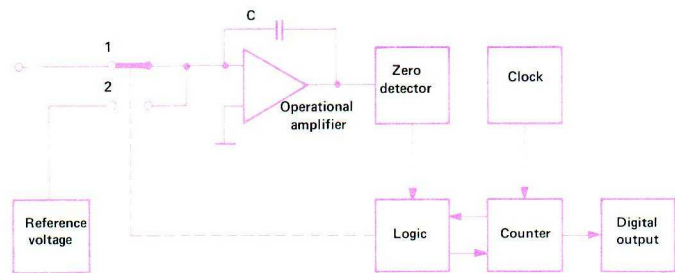 C
1
2
Operational
amplifier
Zero
detector
Clock
Reference
voltage
Logic
Counter
Digital
output